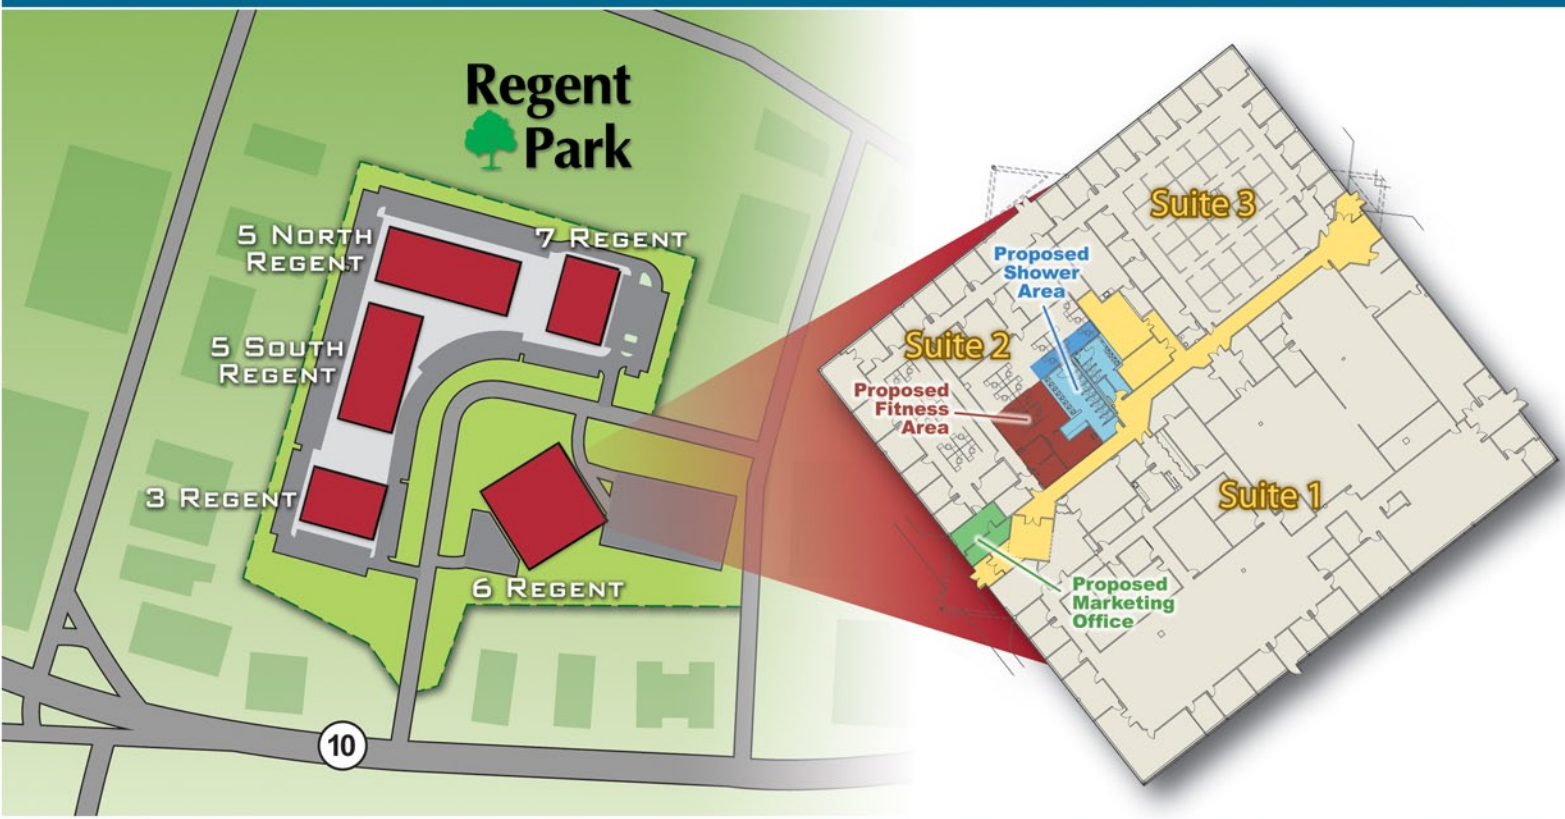 Regent
Park
5 NORTH
REGENT
7 REGENT
5 SOUTH
REGENT
3 REGENT
6 REGENT
10
Suite 3
Proposed
Shower
Area
Suite 2
Proposed
Fitness
Area
Suite 1
Proposed
Marketing
Office